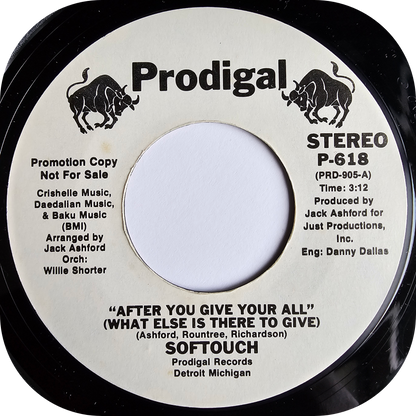 Prodigal
STEREO
P-618
(PRD-905-A)
Time: 3:12
Produced by
Jack Ashford for
Just Productions,
Inc.
Eng: Danny Dallas
Promotion Copy
Not For Sale
Crishelle Music,
Daedalian Music,
& Baku Music
(BMI)
Arranged by
Jack Ashford
Orch:
Willie Shorter
"AFTER YOU GIVE YOUR ALL"
(WHAT ELSE IS THERE TO GIVE)
(Ashford, Rountree, Richardson)
SOFTOUCH
Prodigal Records
Detroit Michigan